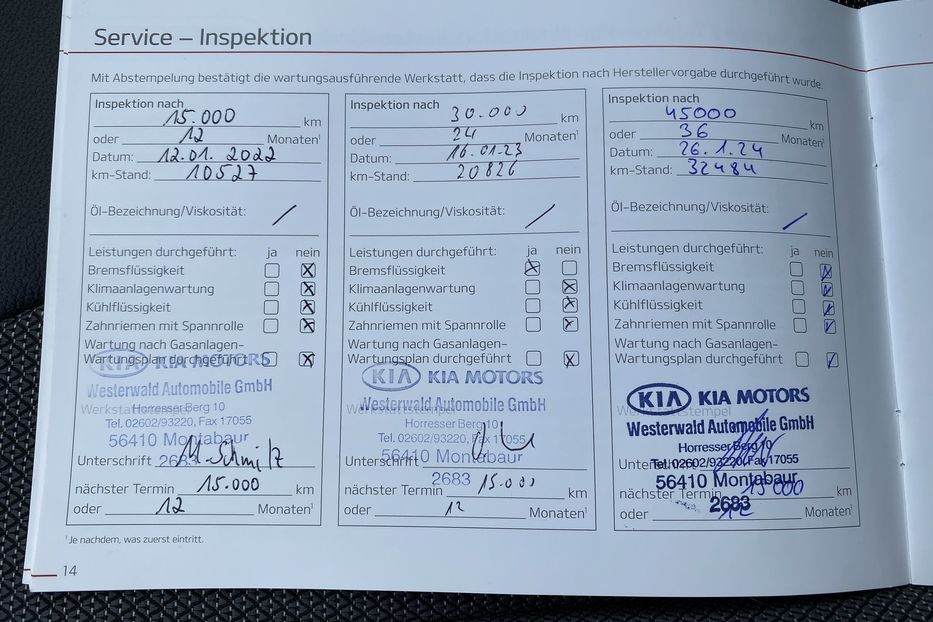 Service – Inspektion
Mit Abstempelung bestätigt die wartungsausführende Werkstatt, dass die Inspektion nach Herstellervorgabe durchgeführt wurde.
Inspektion nach
15.000 km
oder 12 Monaten¹
Datum: 12.01.2022
km-Stand: 10527
Öl-Bezeichnung/Viskosität: /
Leistungen durchgeführt: ja nein
Bremsflüssigkeit
Klimaanlagenwartung
Kühlflüssigkeit
Zahnriemen mit Spannrolle
Wartung nach Gasanlagen-
Wartungsplan durchgeführt
KIA KIA MOTORS
Westerwald Automobile GmbH
Werkstattstempel
Horresser Berg 10
Tel. 02602/93220, Fax 17055
56410 Montabaur
Unterschrift 2683 M. Schmitz
nächster Termin 15.000 km
oder 12 Monaten¹
Inspektion nach
30.000 km
oder 24 Monaten¹
Datum: 16.01.23
km-Stand: 20826
Öl-Bezeichnung/Viskosität: /
Leistungen durchgeführt: ja nein
Bremsflüssigkeit
Klimaanlagenwartung
Kühlflüssigkeit
Zahnriemen mit Spannrolle
Wartung nach Gasanlagen-
Wartungsplan durchgeführt
KIA KIA MOTORS
Westerwald Automobile GmbH
Werkstattstempel
Horresser Berg 10
Tel. 02602/93220, Fax 17055
56410 Montabaur
Unterschrift
2683
nächster Termin 15.000 km
oder 12 Monaten¹
Inspektion nach
45000 km
oder 36 Monaten¹
Datum: 26.1.24
km-Stand: 32484
Öl-Bezeichnung/Viskosität: /
Leistungen durchgeführt: ja nein
Bremsflüssigkeit
Klimaanlagenwartung
Kühlflüssigkeit
Zahnriemen mit Spannrolle
Wartung nach Gasanlagen-
Wartungsplan durchgeführt
KIA KIA MOTORS
Werkstattstempel
Westerwald Automobile GmbH
Horresser Berg 10
Unterschrift
Tel. 02602/93220, Fax 17055
56410 Montabaur
nächster Termin 15000 km
2683
oder 12 Monaten¹
¹Je nachdem, was zuerst eintritt.
14